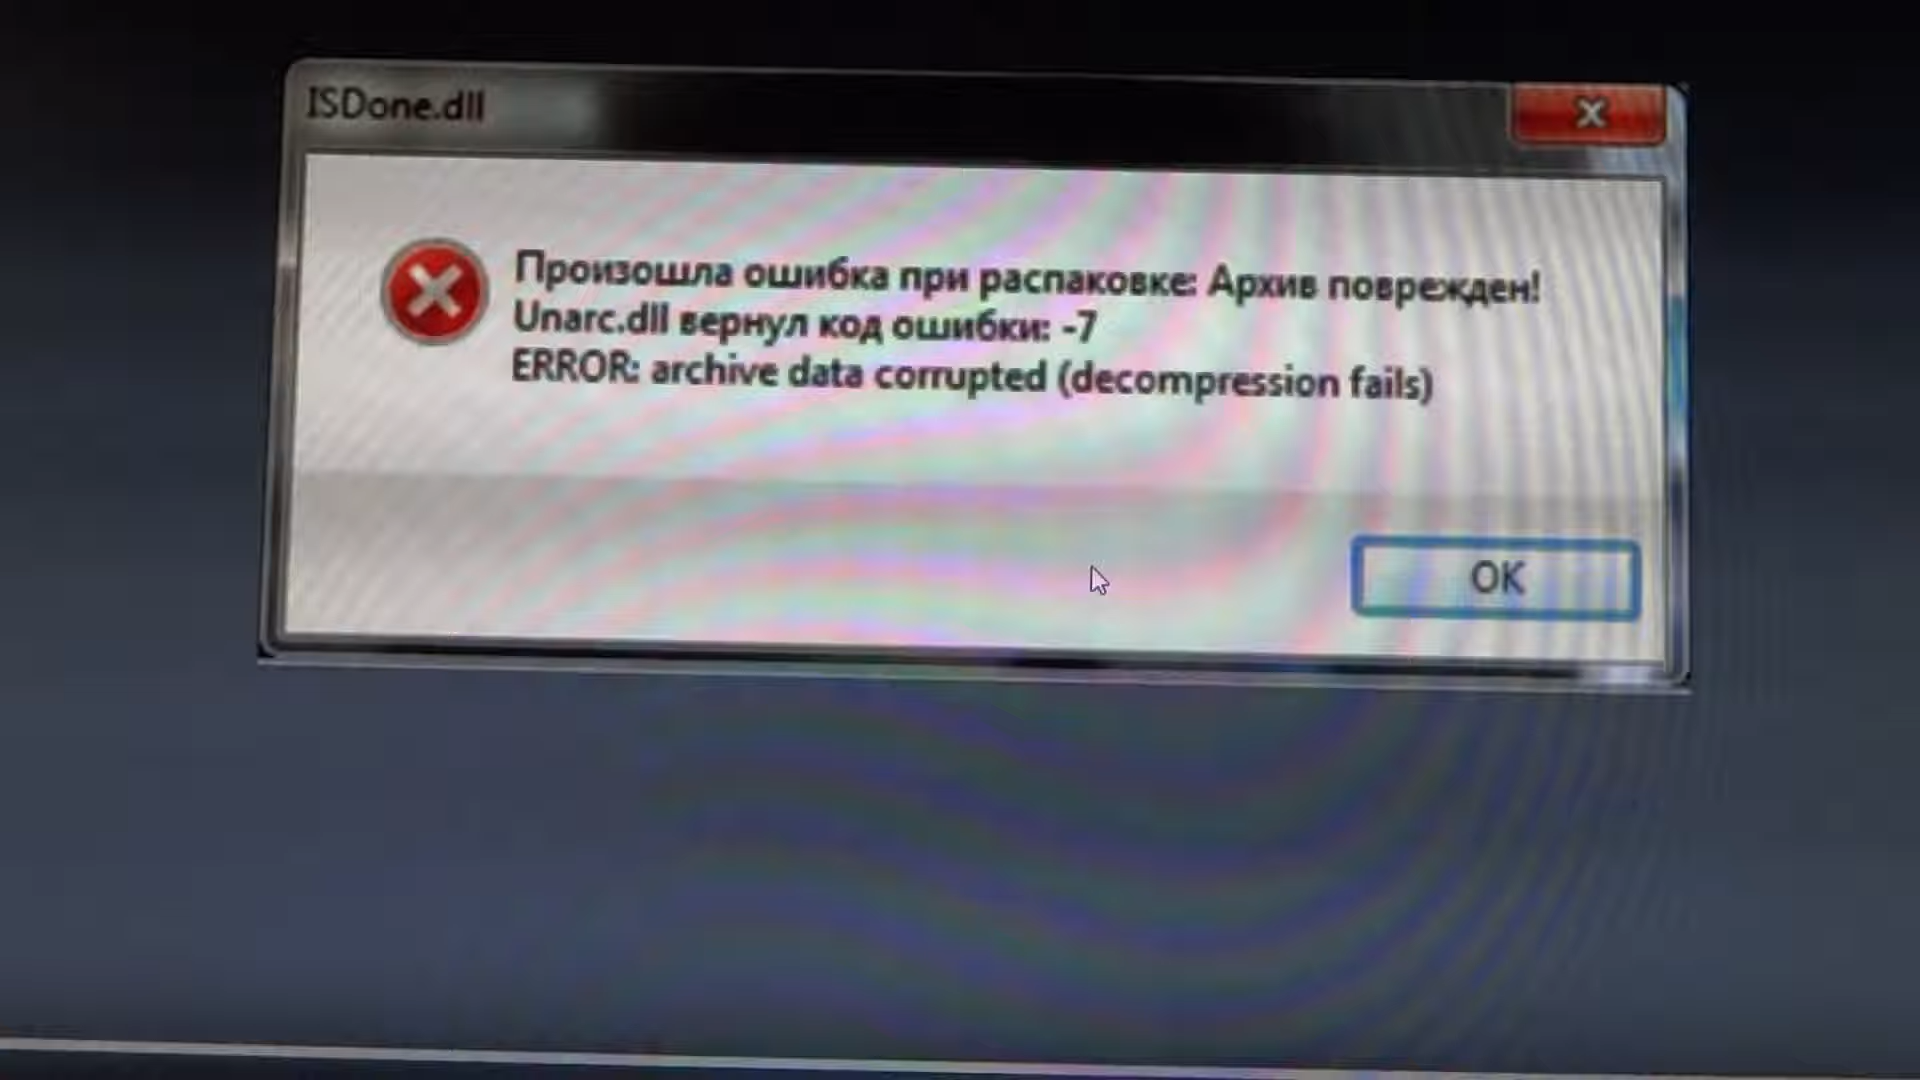 ISDone.dll
Произошла ошибка при распаковке: Архив поврежден!
Unarc.dll вернул код ошибки: -7
ERROR: archive data corrupted (decompression fails)
OK